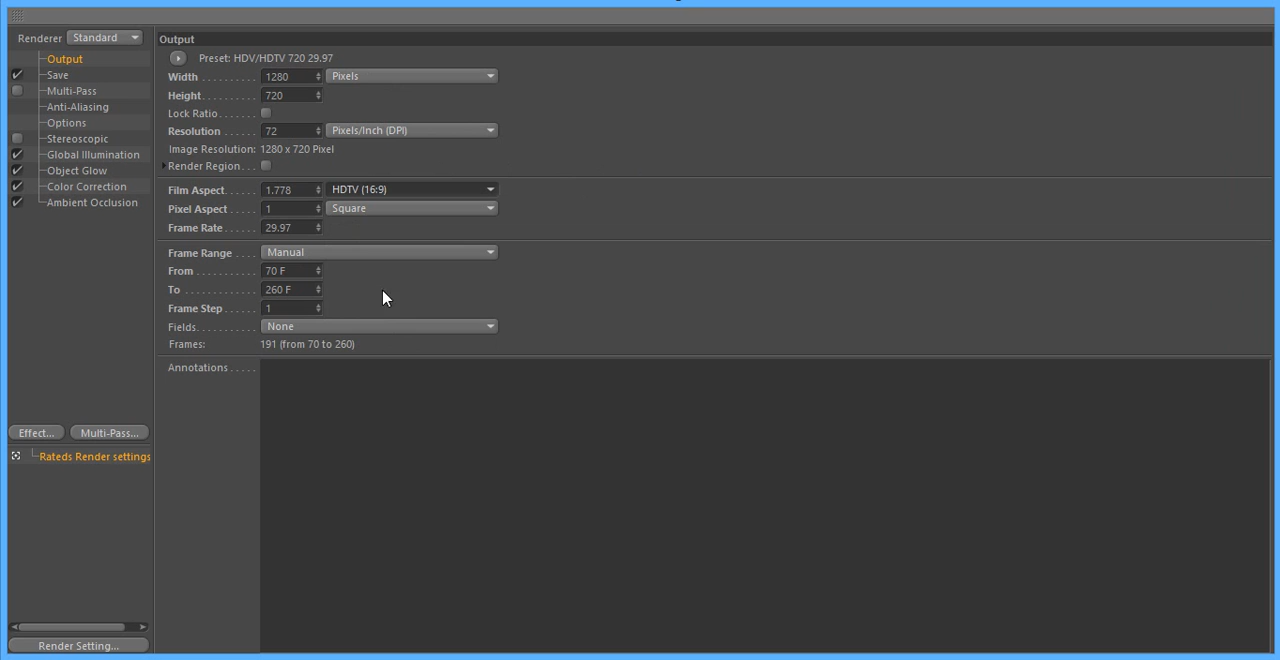 Renderer Standard
Output
Save
Multi-Pass
Anti-Aliasing
Options
Stereoscopic
Global Illumination
Object Glow
Color Correction
Ambient Occlusion
Effect... Multi-Pass...
Rateds Render settings
Render Setting...
Output
Preset: HDV/HDTV 720 29.97
Width . . . . . . . . . 1280 Pixels
Height. . . . . . . . . 720
Lock Ratio . . . . . . .
Resolution . . . . . . 72 Pixels/Inch (DPI)
Image Resolution: 1280 x 720 Pixel
Render Region . . .
Film Aspect. . . . . . 1.778 HDTV (16:9)
Pixel Aspect . . . . . 1 Square
Frame Rate . . . . . 29.97
Frame Range . . . . Manual
From . . . . . . . . . . 70 F
To . . . . . . . . . . . . . 260 F
Frame Step . . . . . . 1
Fields. . . . . . . . . . None
Frames: 191 (from 70 to 260)
Annotations . . . . .